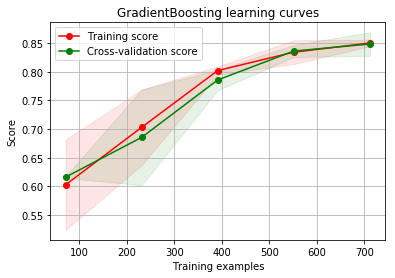 GradientBoosting learning curves
Training score
Cross-validation score
0.85
0.80
0.75
0.70
0.65
0.60
0.55
Score
100 200 300 400 500 600 700
Training examples